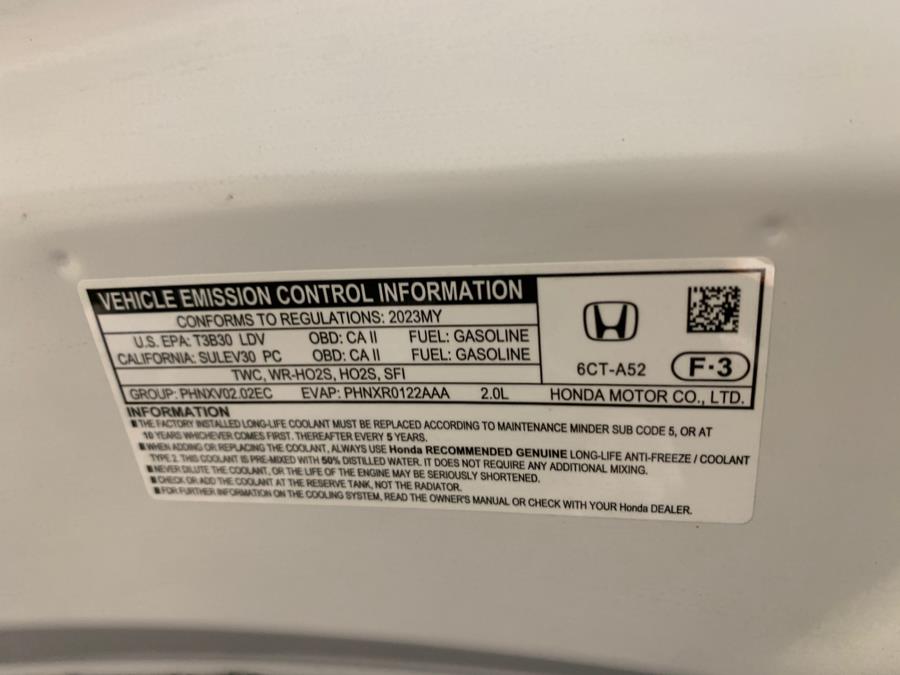 VEHICLE EMISSION CONTROL INFORMATION
CONFORMS TO REGULATIONS: 2023MY
U.S. EPA: T3B30 LDV OBD: CA II FUEL: GASOLINE
CALIFORNIA: SULEV30 PC OBD: CA II FUEL: GASOLINE
TWC, WR-HO2S, HO2S, SFI
GROUP: PHNXV02.02EC EVAP: PHNXR0122AAA 2.0L
6CT-A52
F-3
HONDA MOTOR CO., LTD.
INFORMATION
■THE FACTORY INSTALLED LONG-LIFE COOLANT MUST BE REPLACED ACCORDING TO MAINTENANCE MINDER SUB CODE 5, OR AT
10 YEARS WHICHEVER COMES FIRST. THEREAFTER EVERY 5 YEARS.
■WHEN ADDING OR REPLACING THE COOLANT, ALWAYS USE Honda RECOMMENDED GENUINE LONG-LIFE ANTI-FREEZE / COOLANT
TYPE 2. THIS COOLANT IS PRE-MIXED WITH 50% DISTILLED WATER. IT DOES NOT REQUIRE ANY ADDITIONAL MIXING.
■NEVER DILUTE THE COOLANT, OR THE LIFE OF THE ENGINE MAY BE SERIOUSLY SHORTENED.
■CHECK OR ADD THE COOLANT AT THE RESERVE TANK, NOT THE RADIATOR.
■FOR FURTHER INFORMATION ON THE COOLING SYSTEM, READ THE OWNER'S MANUAL OR CHECK WITH YOUR Honda DEALER.